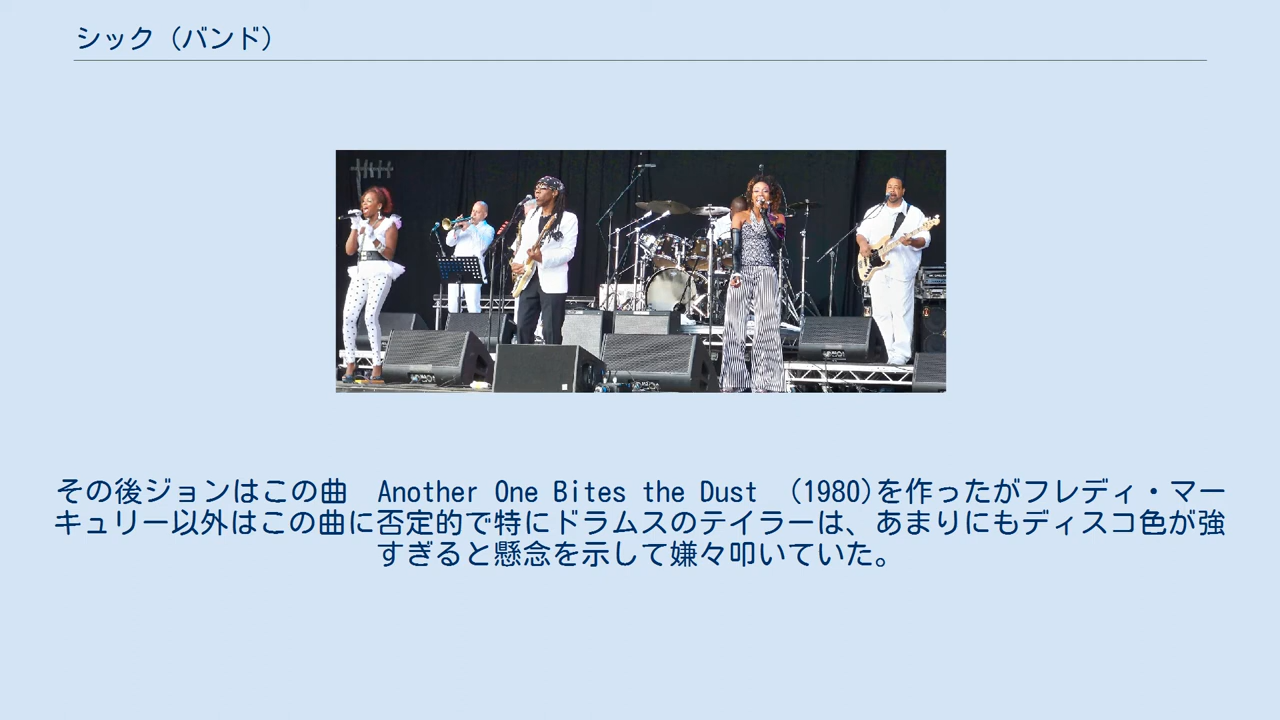 シック（バンド）
その後ジョンはこの曲　Another One Bites the Dust　(1980)を作ったがフレディ・マー
キュリー以外はこの曲に否定的で特にドラムスのテイラーは、あまりにもディスコ色が強
すぎると懸念を示して嫌々叩いていた。